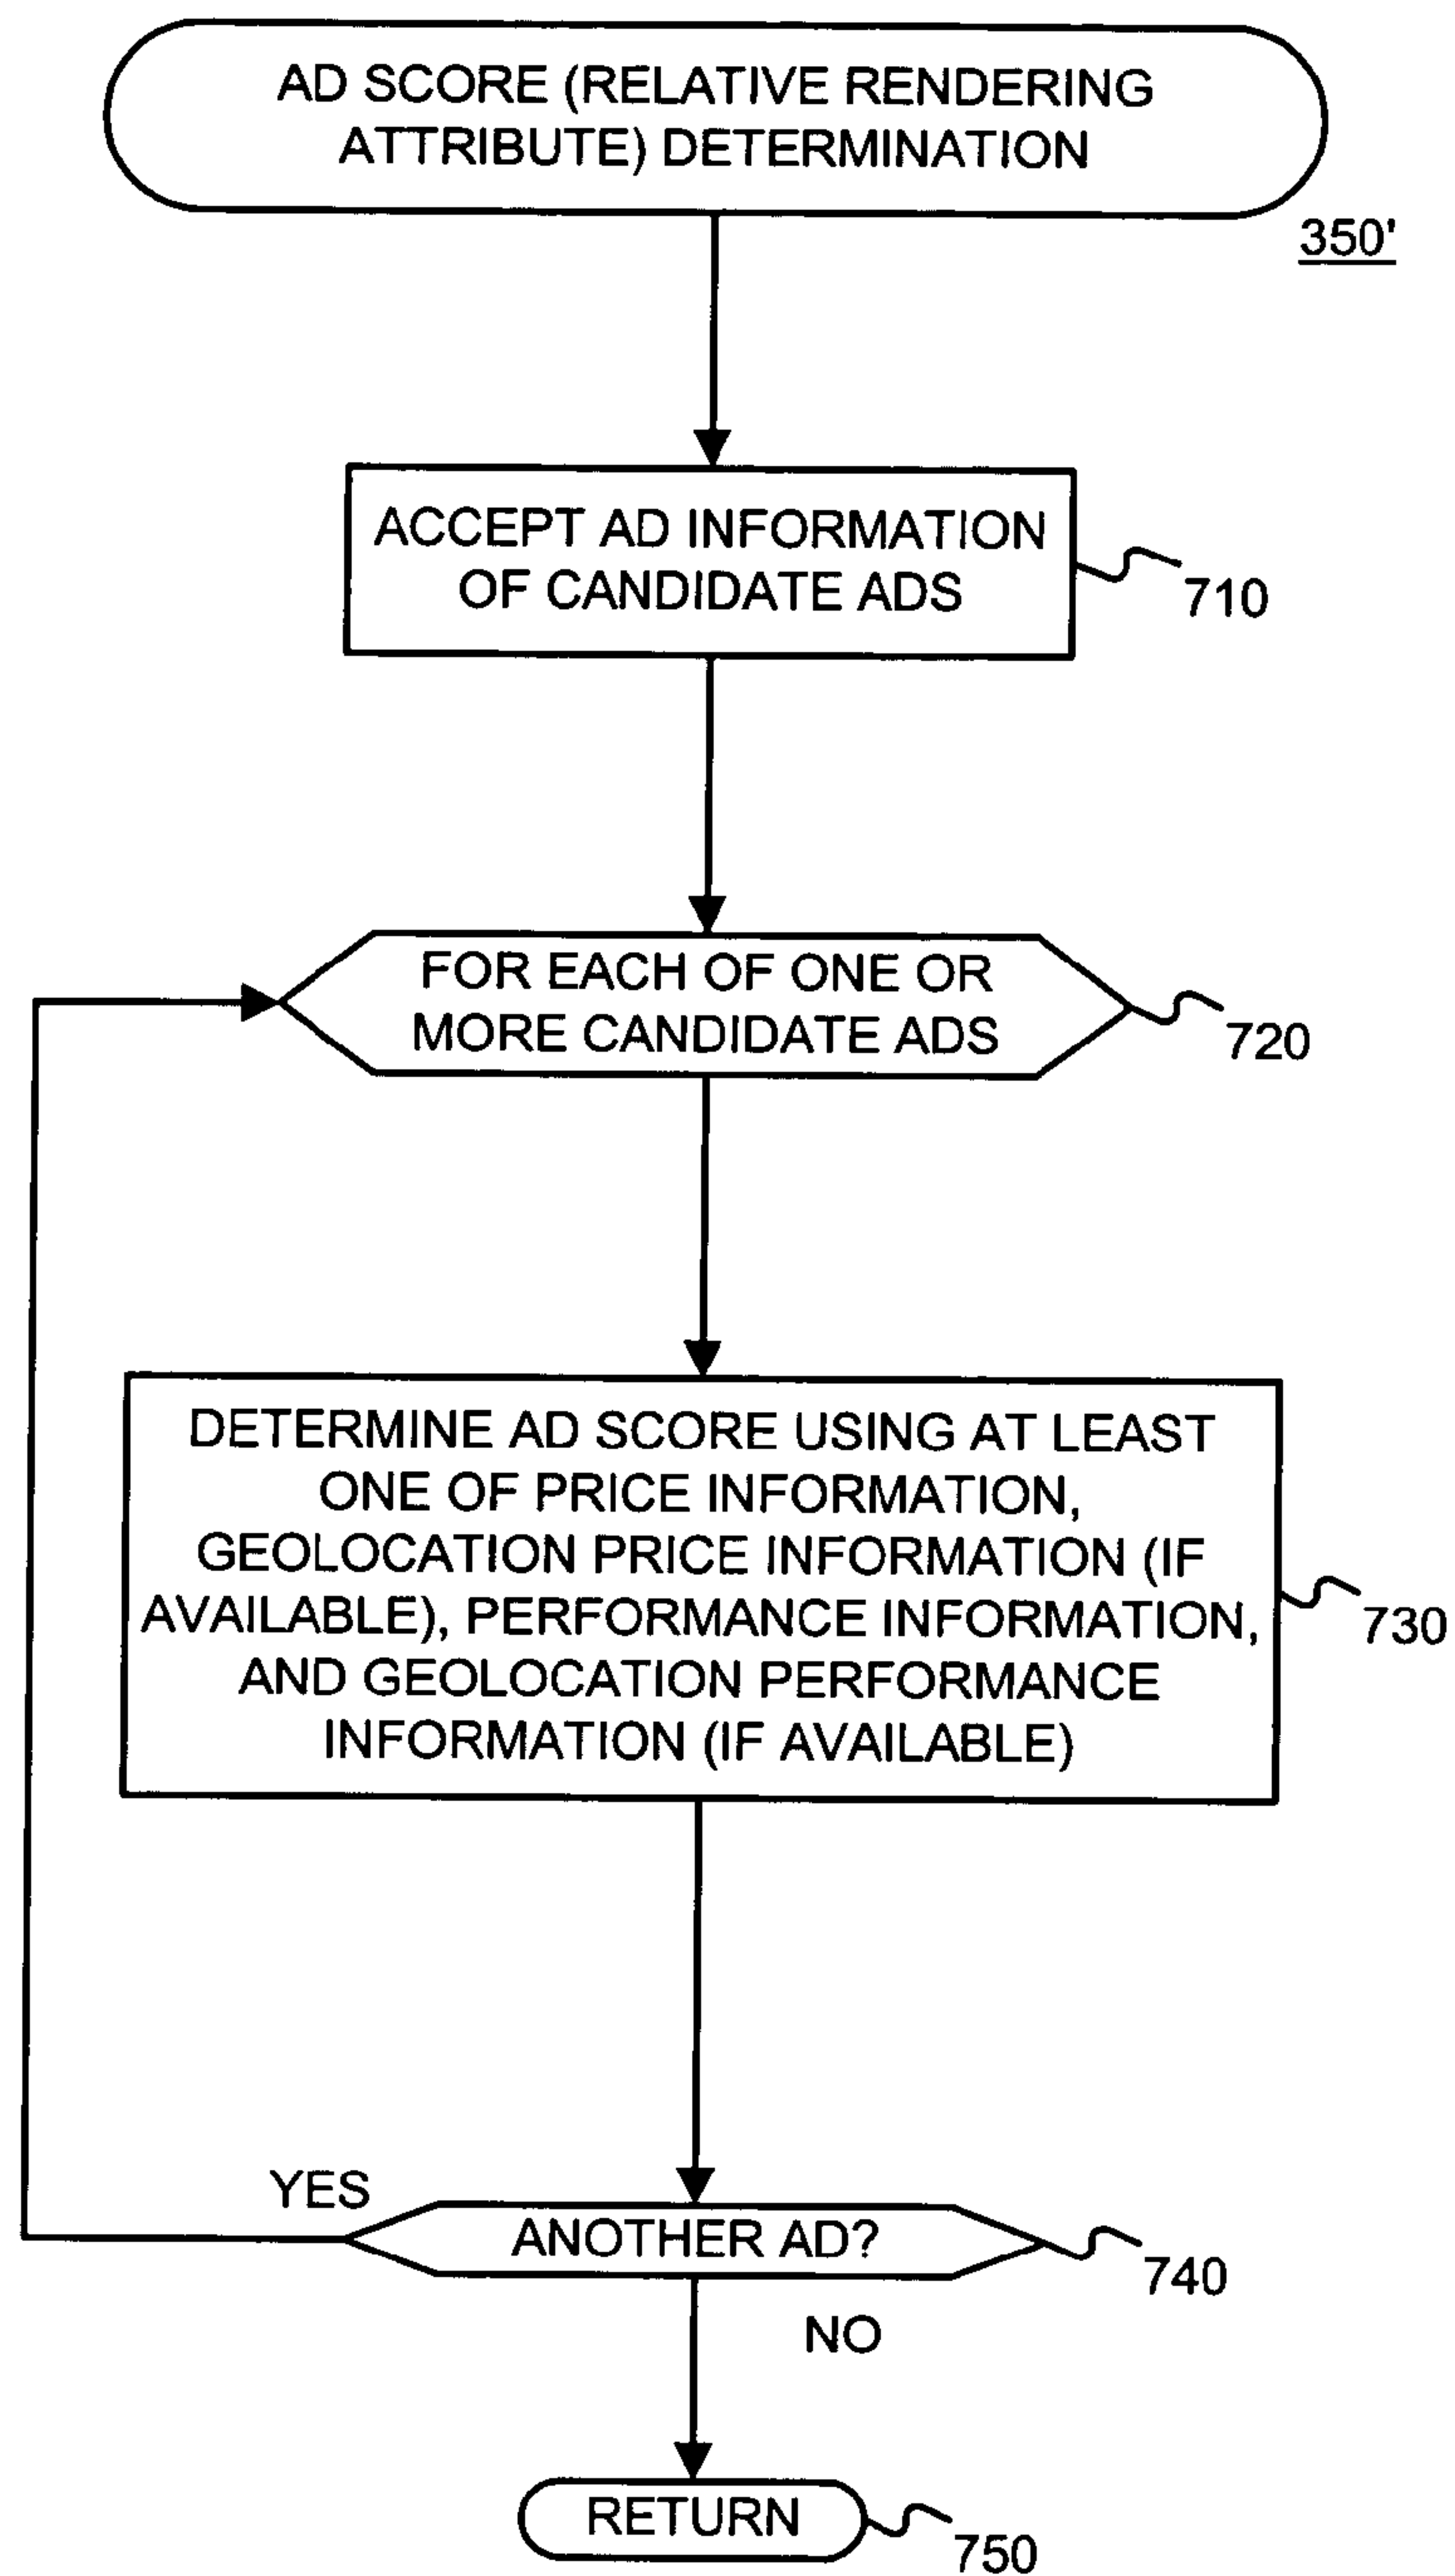 AD SCORE (RELATIVE RENDERING
ATTRIBUTE) DETERMINATION
350'
ACCEPT AD INFORMATION
OF CANDIDATE ADS
710
FOR EACH OF ONE OR
MORE CANDIDATE ADS
720
DETERMINE AD SCORE USING AT LEAST
ONE OF PRICE INFORMATION,
GEOLOCATION PRICE INFORMATION (IF
AVAILABLE), PERFORMANCE INFORMATION,
AND GEOLOCATION PERFORMANCE
INFORMATION (IF AVAILABLE)
730
YES
ANOTHER AD?
740
NO
RETURN
750